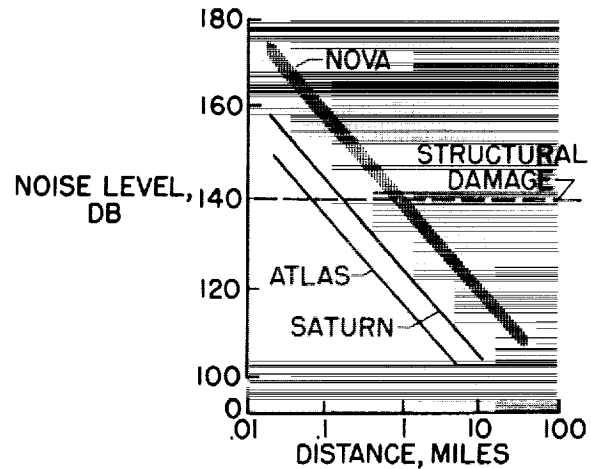 180
NOVA
160
STRUCTURAL
DAMAGE
NOISE LEVEL,
DB
140
ATLAS
120
SATURN
100
0
.01 .1 1 10 100
DISTANCE, MILES